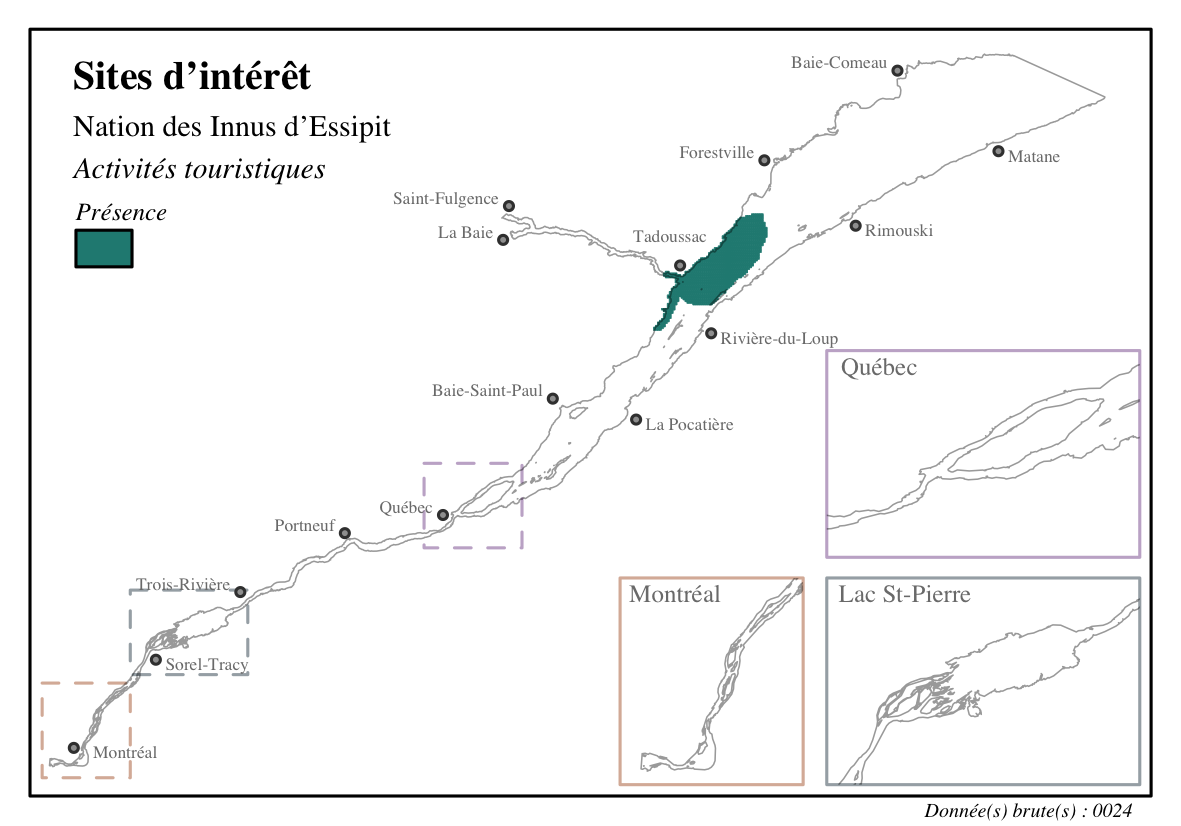 Sites d’intérêt
Nation des Innus d’Essipit
Activités touristiques
Présence
Baie-Comeau
Forestville
Matane
Saint-Fulgence
La Baie
Tadoussac
Rimouski
Rivière-du-Loup
Baie-Saint-Paul
La Pocatière
Québec
Portneuf
Trois-Rivière
Sorel-Tracy
Montréal
Québec
Montréal
Lac St-Pierre
Donnée(s) brute(s) : 0024